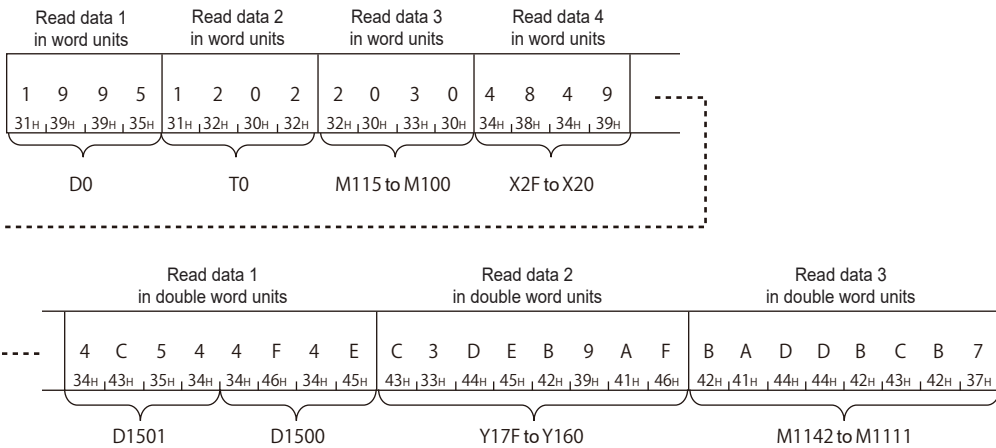 Read data 1 Read data 2 Read data 3 Read data 4
in word units in word units in word units in word units
1 9 9 5 1 2 0 2 2 0 3 0 4 8 4 9
31H 39H 39H 35H 31H 32H 30H 32H 32H 30H 33H 30H 34H 38H 34H 39H
D0 T0 M115 to M100 X2F to X20
Read data 1 Read data 2 Read data 3
in double word units in double word units in double word units
4 C 5 4 4 F 4 E C 3 D E B 9 A F B A D D B C B 7
34H 43H 35H 34H 34H 46H 34H 45H 43H 33H 44H 45H 42H 39H 41H 46H 42H 41H 44H 44H 42H 43H 42H 37H
D1501 D1500 Y17F to Y160 M1142 to M1111